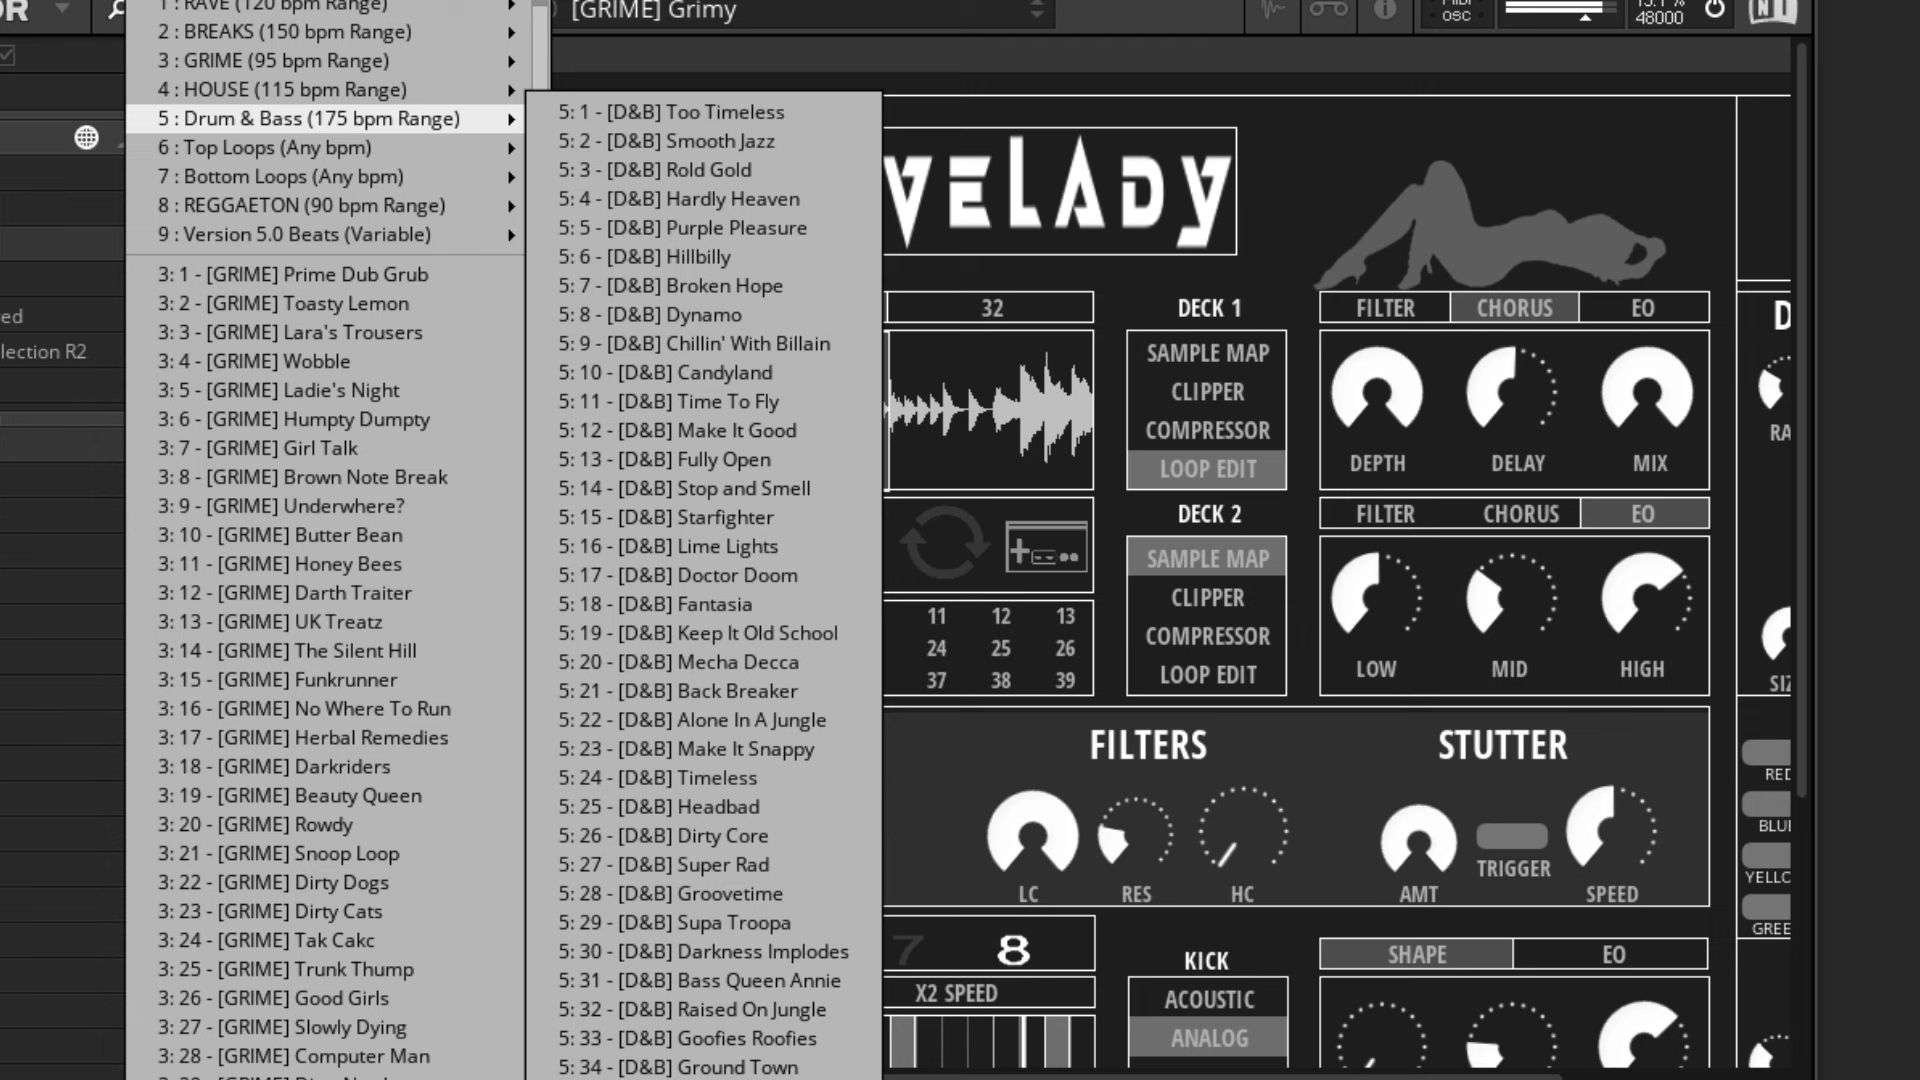 [GRIME] Grimy
48000
OSC
1 : RAVE (120 bpm Range)
2 : BREAKS (150 bpm Range)
3 : GRIME (95 bpm Range)
4 : HOUSE (115 bpm Range)
5 : Drum & Bass (175 bpm Range)
6 : Top Loops (Any bpm)
7 : Bottom Loops (Any bpm)
8 : REGGAETON (90 bpm Range)
9 : Version 5.0 Beats (Variable)
3: 1 - [GRIME] Prime Dub Grub
3: 2 - [GRIME] Toasty Lemon
3: 3 - [GRIME] Lara's Trousers
3: 4 - [GRIME] Wobble
3: 5 - [GRIME] Ladie's Night
3: 6 - [GRIME] Humpty Dumpty
3: 7 - [GRIME] Girl Talk
3: 8 - [GRIME] Brown Note Break
3: 9 - [GRIME] Underwhere?
3: 10 - [GRIME] Butter Bean
3: 11 - [GRIME] Honey Bees
3: 12 - [GRIME] Darth Traiter
3: 13 - [GRIME] UK Treatz
3: 14 - [GRIME] The Silent Hill
3: 15 - [GRIME] Funkrunner
3: 16 - [GRIME] No Where To Run
3: 17 - [GRIME] Herbal Remedies
3: 18 - [GRIME] Darkriders
3: 19 - [GRIME] Beauty Queen
3: 20 - [GRIME] Rowdy
3: 21 - [GRIME] Snoop Loop
3: 22 - [GRIME] Dirty Dogs
3: 23 - [GRIME] Dirty Cats
3: 24 - [GRIME] Tak Cakc
3: 25 - [GRIME] Trunk Thump
3: 26 - [GRIME] Good Girls
3: 27 - [GRIME] Slowly Dying
3: 28 - [GRIME] Computer Man
5: 1 - [D&B] Too Timeless
5: 2 - [D&B] Smooth Jazz
5: 3 - [D&B] Rold Gold
5: 4 - [D&B] Hardly Heaven
5: 5 - [D&B] Purple Pleasure
5: 6 - [D&B] Hillbilly
5: 7 - [D&B] Broken Hope
5: 8 - [D&B] Dynamo
5: 9 - [D&B] Chillin' With Billain
5: 10 - [D&B] Candyland
5: 11 - [D&B] Time To Fly
5: 12 - [D&B] Make It Good
5: 13 - [D&B] Fully Open
5: 14 - [D&B] Stop and Smell
5: 15 - [D&B] Starfighter
5: 16 - [D&B] Lime Lights
5: 17 - [D&B] Doctor Doom
5: 18 - [D&B] Fantasia
5: 19 - [D&B] Keep It Old School
5: 20 - [D&B] Mecha Decca
5: 21 - [D&B] Back Breaker
5: 22 - [D&B] Alone In A Jungle
5: 23 - [D&B] Make It Snappy
5: 24 - [D&B] Timeless
5: 25 - [D&B] Headbad
5: 26 - [D&B] Dirty Core
5: 27 - [D&B] Super Rad
5: 28 - [D&B] Groovetime
5: 29 - [D&B] Supa Troopa
5: 30 - [D&B] Darkness Implodes
5: 31 - [D&B] Bass Queen Annie
5: 32 - [D&B] Raised On Jungle
5: 33 - [D&B] Goofies Roofies
5: 34 - [D&B] Ground Town
ed
lection R2
velady
32
DECK 1
SAMPLE MAP
CLIPPER
COMPRESSOR
LOOP EDIT
FILTER CHORUS EQ
DEPTH DELAY MIX
DECK 2
SAMPLE MAP
CLIPPER
COMPRESSOR
LOOP EDIT
FILTER CHORUS EQ
LOW MID HIGH
11 12 13
24 25 26
37 38 39
FILTERS
LC RES HC
STUTTER
AMT TRIGGER SPEED
7 8
X2 SPEED
KICK
ACOUSTIC
ANALOG
SHAPE EQ
D
RA
SIZ
RED
BLUE
YELLO
GREE